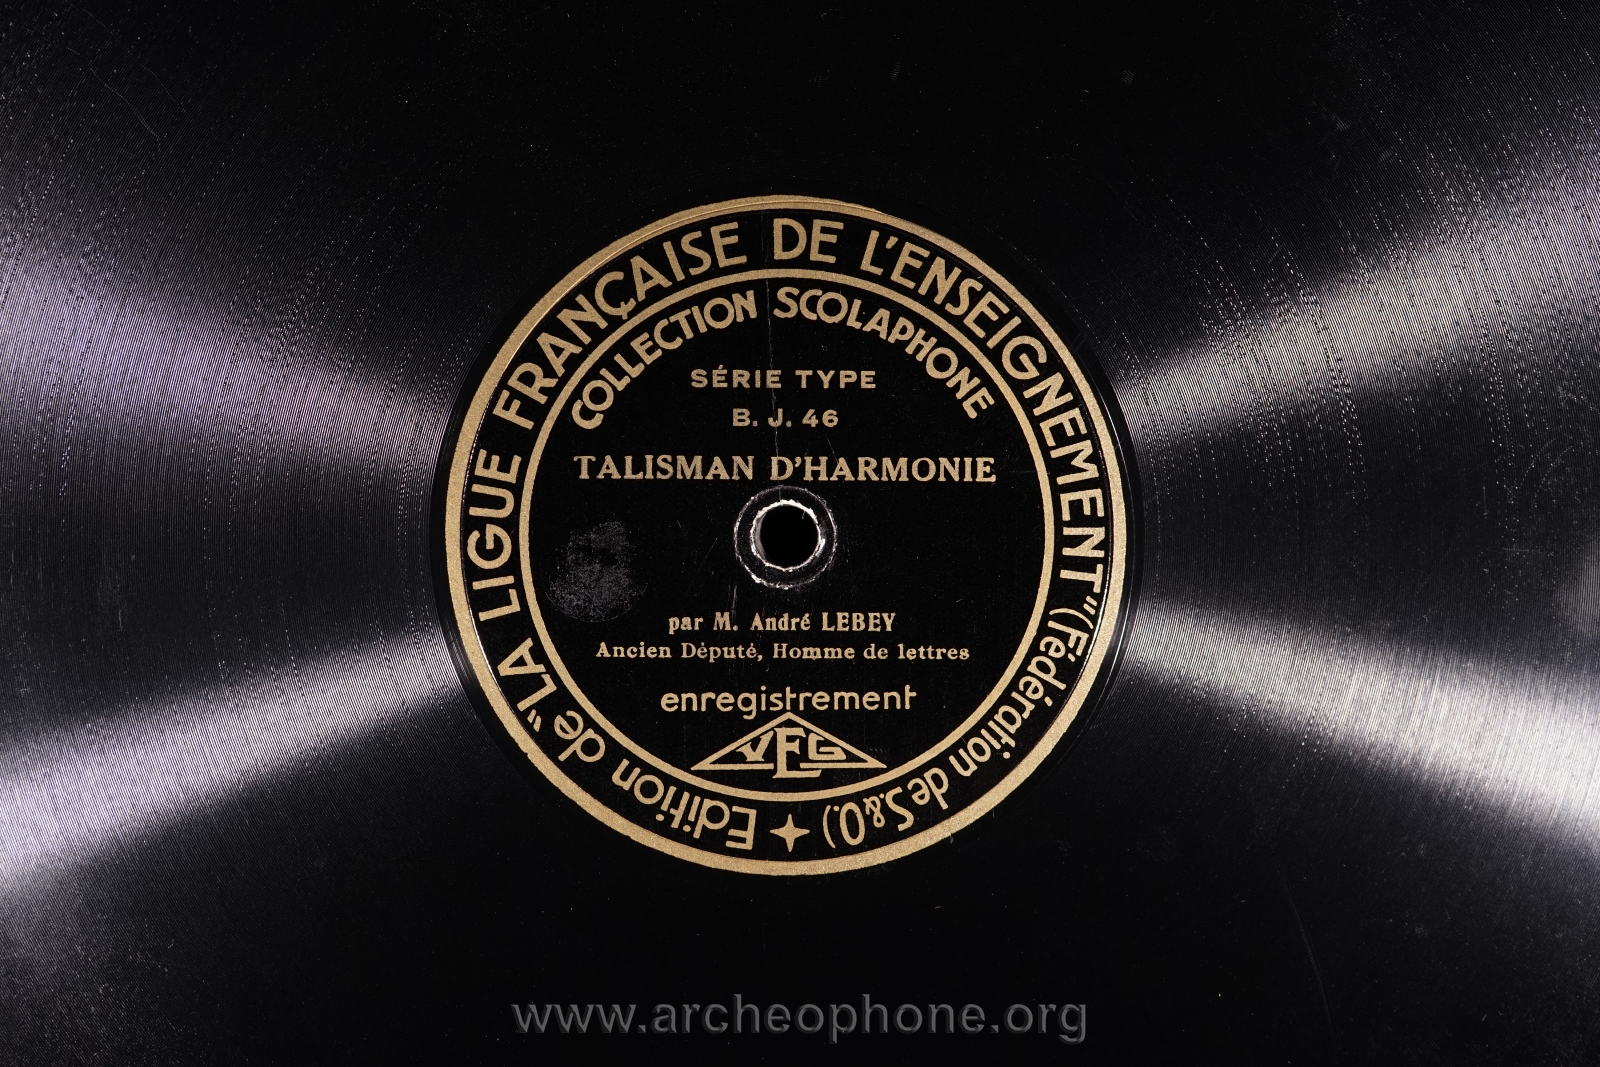 Edition de "LA LIGUE FRANÇAISE DE L'ENSEIGNEMENT" (Fédération de S. & O.)
COLLECTION SCOLAPHONE
SÉRIE TYPE
B. J. 46
TALISMAN D'HARMONIE
par M. André LEBEY
Ancien Député, Homme de lettres
enregistrement
VEG
www.archeophone.org